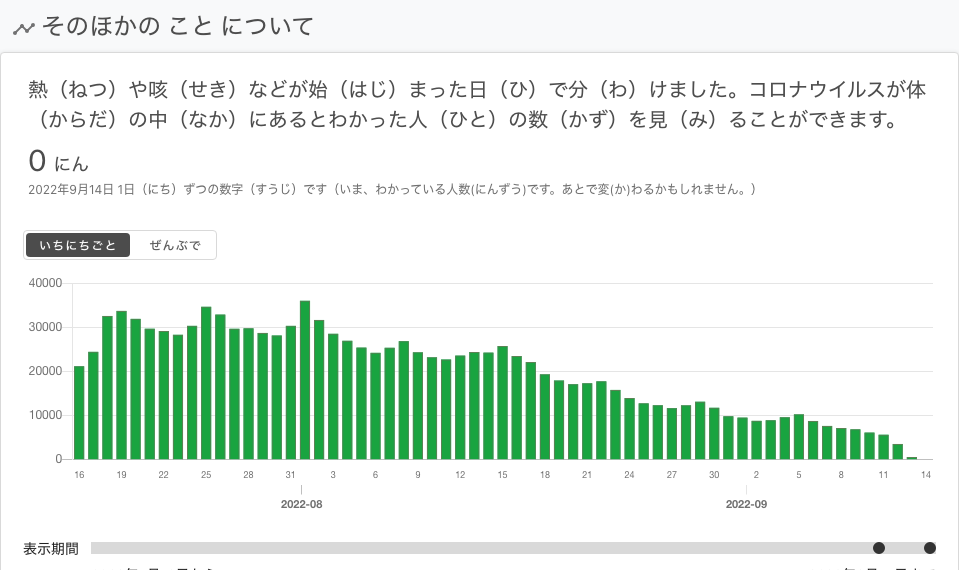 そのほかの こと について
熱（ねつ）や咳（せき）などが始（はじ）まった日（ひ）で分（わ）けました。コロナウイルスが体
（からだ）の中（なか）にあるとわかった人（ひと）の数（かず）を見（み）ることができます。
0 にん
2022年9月14日 1日（にち）ずつの数字（すうじ）です（いま、わかっている人数(にんずう)です。あとで変(か)わるかもしれません。）
いちにちごと ぜんぶで
40000
30000
20000
10000
0
16 19 22 25 28 31 3 6 9 12 15 18 21 24 27 30 2 5 8 11 14
2022-08 2022-09
表示期間